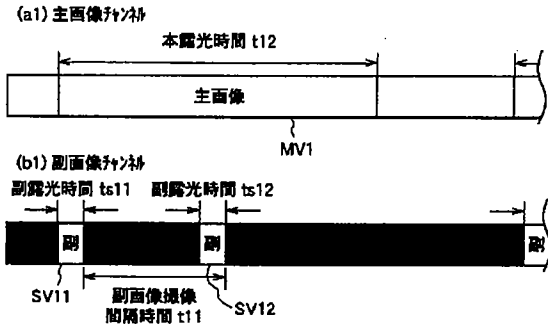 (a1) 主画像チャンネル
本露光時間 t12
主画像
MV1
(b1) 副画像チャンネル
副露光時間 ts11 副露光時間 ts12
副 副 副
SV11 副画像撮像 SV12
間隔時間 t11